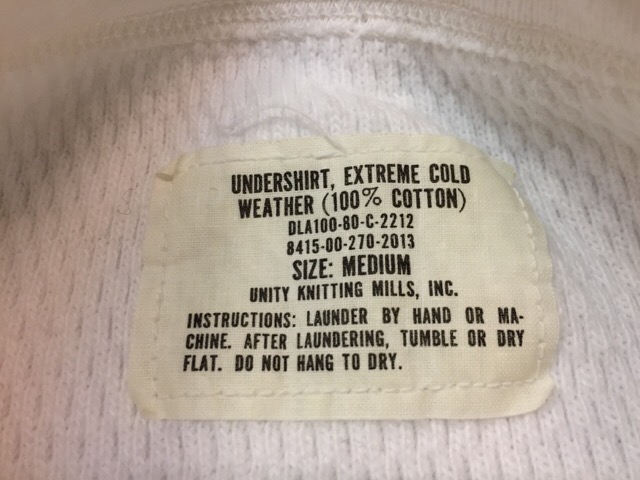 UNDERSHIRT, EXTREME COLD
WEATHER (100% COTTON)
DLA100-80-C-2212
8415-00-270-2013
SIZE: MEDIUM
UNITY KNITTING MILLS, INC.
INSTRUCTIONS: LAUNDER BY HAND OR MA-
CHINE. AFTER LAUNDERING, TUMBLE OR DRY
FLAT. DO NOT HANG TO DRY.